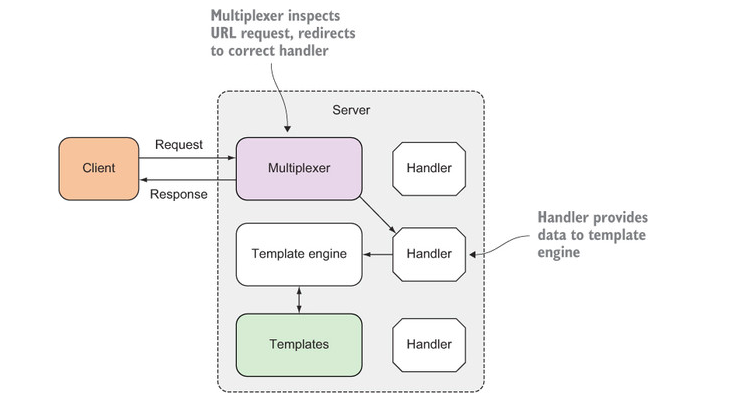 Multiplexer inspects
URL request, redirects
to correct handler
Server
Request
Client
Multiplexer
Handler
Response
Handler provides
data to template
engine
Template engine
Handler
Templates
Handler